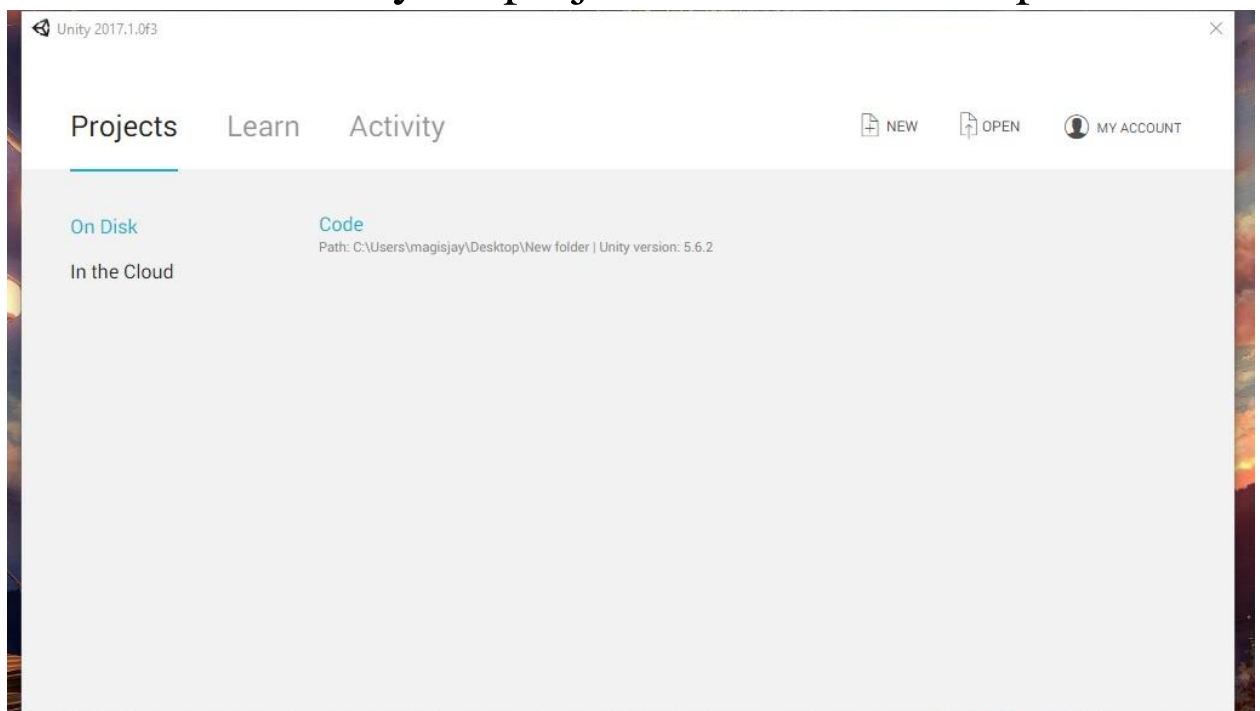 Unity 2017.1.0f3
Projects Learn Activity NEW OPEN MY ACCOUNT
On Disk
In the Cloud
Code
Path: C:\Users\magisjay\Desktop\New folder | Unity version: 5.6.2